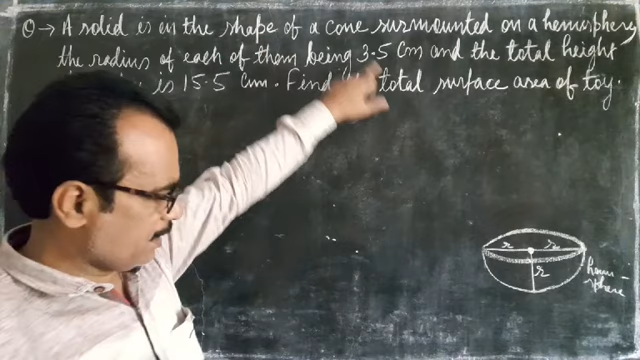 Q → A solid is in the shape of a cone surmounted on a hemisphere,
the radius of each of them being 3.5 cm and the total height
is 15.5 cm. Find total surface area of toy.
r r
r
hemi-
sphere